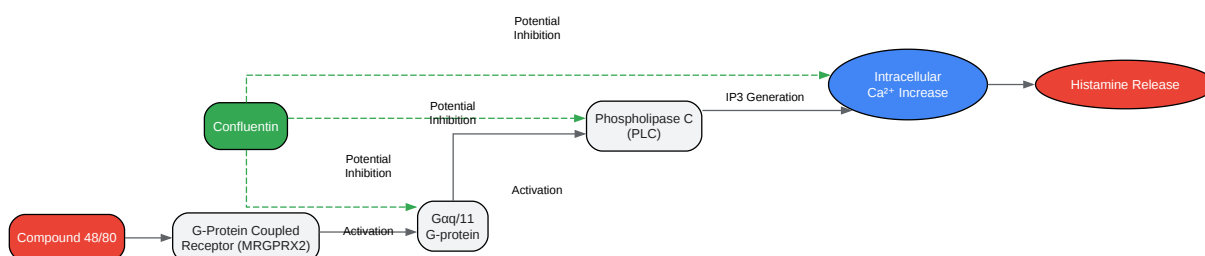 Potential
Inhibition
Intracellular
Ca²⁺ Increase
Histamine Release
IP3 Generation
Potential
Inhibition
Phospholipase C
(PLC)
Confluentin
Potential
Inhibition
Activation
Gαq/11
G-protein
Compound 48/80
G-Protein Coupled
Receptor (MRGPRX2)
Activation